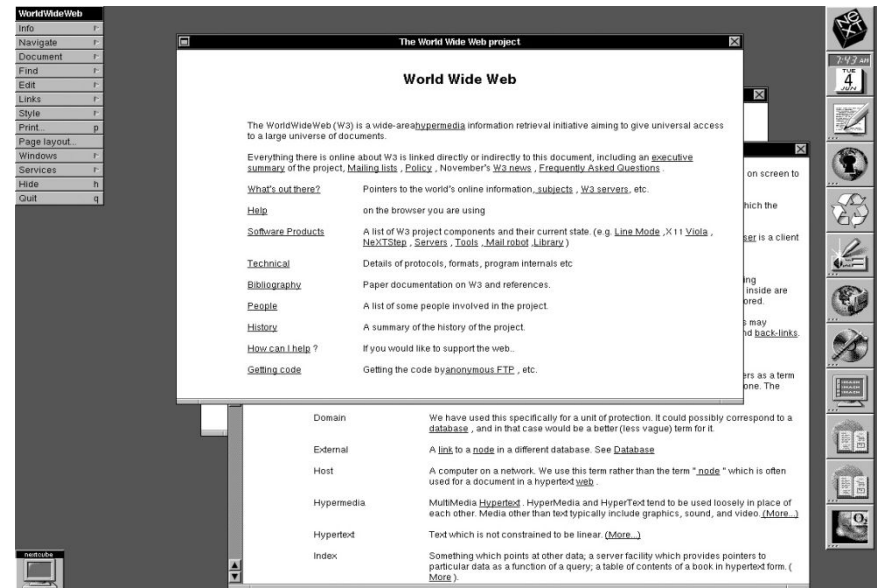 WorldWideWeb
Info
Navigate
Document
Find
Edit
Links
Style
Print... p
Page layout...
Windows
Services
Hide h
Quit q
The World Wide Web project
World Wide Web
The WorldWideWeb (W3) is a wide-areahypermedia information retrieval initiative aiming to give universal access
to a large universe of documents.
Everything there is online about W3 is linked directly or indirectly to this document, including an executive
summary of the project, Mailing lists , Policy , November's W3 news , Frequently Asked Questions .
What's out there? Pointers to the world's online information, subjects , W3 servers, etc.
Help on the browser you are using
Software Products A list of W3 project components and their current state. (e.g. Line Mode ,X11 Viola ,
NeXTStep , Servers , Tools , Mail robot ,Library )
Technical Details of protocols, formats, program internals etc
Bibliography Paper documentation on W3 and references.
People A list of some people involved in the project.
History A summary of the history of the project.
How can I help ? If you would like to support the web..
Getting code Getting the code byanonymous FTP , etc.
on screen to
hich the
ser is a client
ing
inside are
ored.
s may
nd back-links.
ers as a term
one. The
Domain We have used this specifically for a unit of protection. It could possibly correspond to a
database , and in that case would be a better (less vague) term for it.
External A link to a node in a different database. See Database
Host A computer on a network. We use this term rather than the term " node " which is often
used for a document in a hypertext web .
Hypermedia MultiMedia Hypertext . HyperMedia and HyperText tend to be used loosely in place of
each other. Media other than text typically include graphics, sound, and video. (More...)
Hypertext Text which is not constrained to be linear. (More...)
Index Something which points at other data; a server facility which provides pointers to
particular data as a function of a query; a table of contents of a book in hypertext form. (
More ).
NeXT
7:43 AM
TUE
4
JUN
O2
nextcube